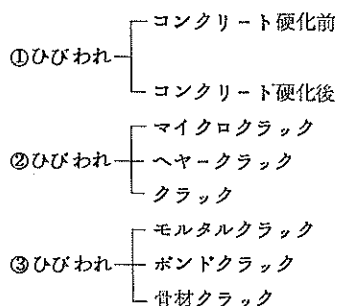 コンクリート硬化前
①ひびわれ
コンクリート硬化後
マイクロクラック
②ひびわれ
ヘヤークラック
クラック
モルタルクラック
③ひびわれ
ボンドクラック
骨材クラック